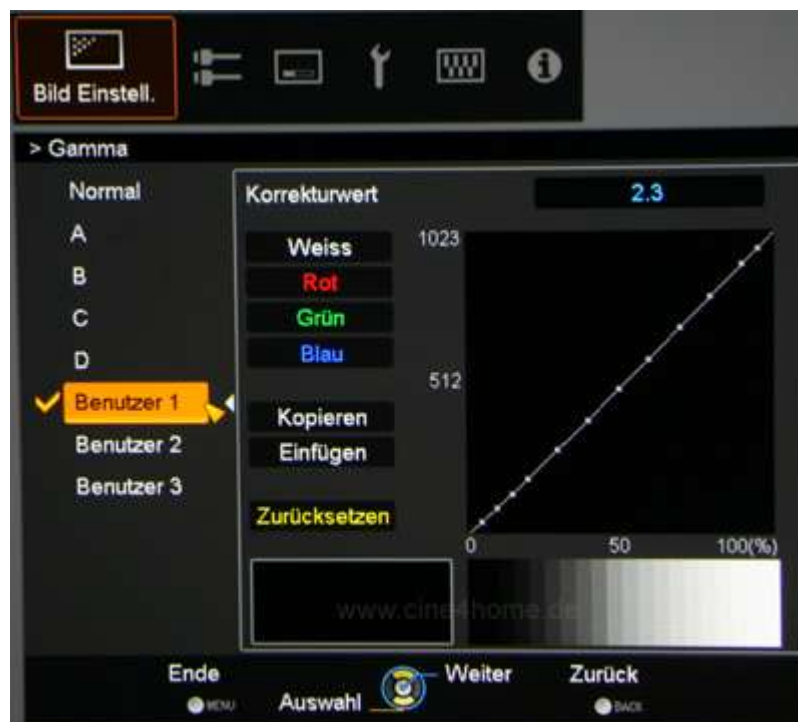 Bild Einstell.
> Gamma
Normal
A
B
C
D
Benutzer 1
Benutzer 2
Benutzer 3
Korrekturwert 2.3
Weiss
Rot
Grün
Blau
Kopieren
Einfügen
Zurücksetzen
1023
512
0 50 100(%)
www.cine4home.de
Ende
MENU
Auswahl
Weiter
Zurück
BACK